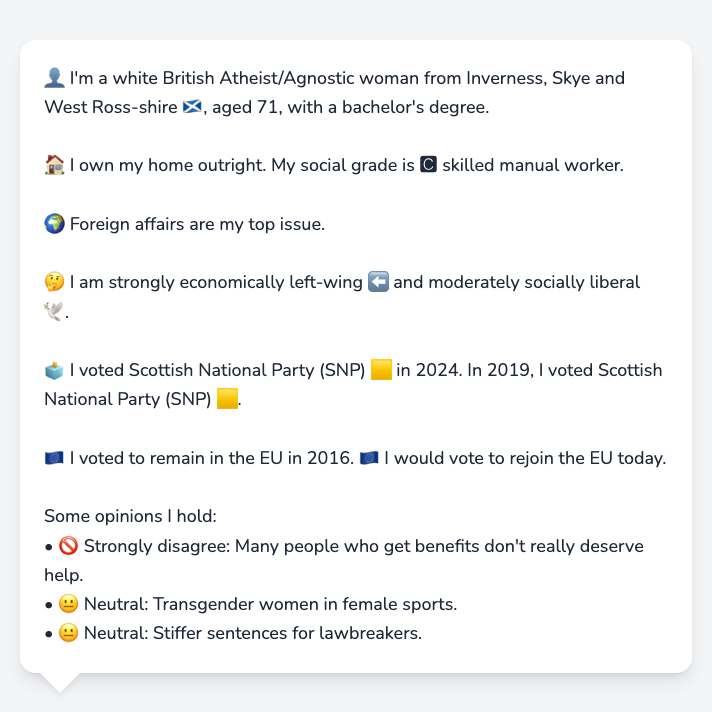 👤 I'm a white British Atheist/Agnostic woman from Inverness, Skye and
West Ross-shire 🏴󠁧󠁢󠁳󠁣󠁴󠁿, aged 71, with a bachelor's degree.
🏠 I own my home outright. My social grade is 🅲 skilled manual worker.
🌍 Foreign affairs are my top issue.
🤔 I am strongly economically left-wing ⬅️ and moderately socially liberal
🕊️.
🗳️ I voted Scottish National Party (SNP) 🟨 in 2024. In 2019, I voted Scottish
National Party (SNP) 🟨.
🇪🇺 I voted to remain in the EU in 2016. 🇪🇺 I would vote to rejoin the EU today.
Some opinions I hold:
• 🚫 Strongly disagree: Many people who get benefits don't really deserve
help.
• 😐 Neutral: Transgender women in female sports.
• 😐 Neutral: Stiffer sentences for lawbreakers.